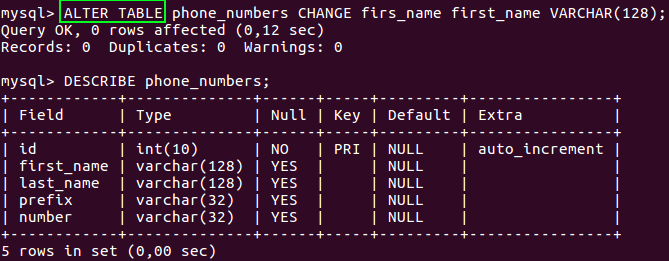 mysql> ALTER TABLE phone_numbers CHANGE firs_name first_name VARCHAR(128);
Query OK, 0 rows affected (0,12 sec)
Records: 0  Duplicates: 0  Warnings: 0

mysql> DESCRIBE phone_numbers;
+------------+--------------+------+-----+---------+----------------+
| Field      | Type         | Null | Key | Default | Extra          |
+------------+--------------+------+-----+---------+----------------+
| id         | int(10)      | NO   | PRI | NULL    | auto_increment |
| first_name | varchar(128) | YES  |     | NULL    |                |
| last_name  | varchar(128) | YES  |     | NULL    |                |
| prefix     | varchar(32)  | YES  |     | NULL    |                |
| number     | varchar(32)  | YES  |     | NULL    |                |
+------------+--------------+------+-----+---------+----------------+
5 rows in set (0,00 sec)